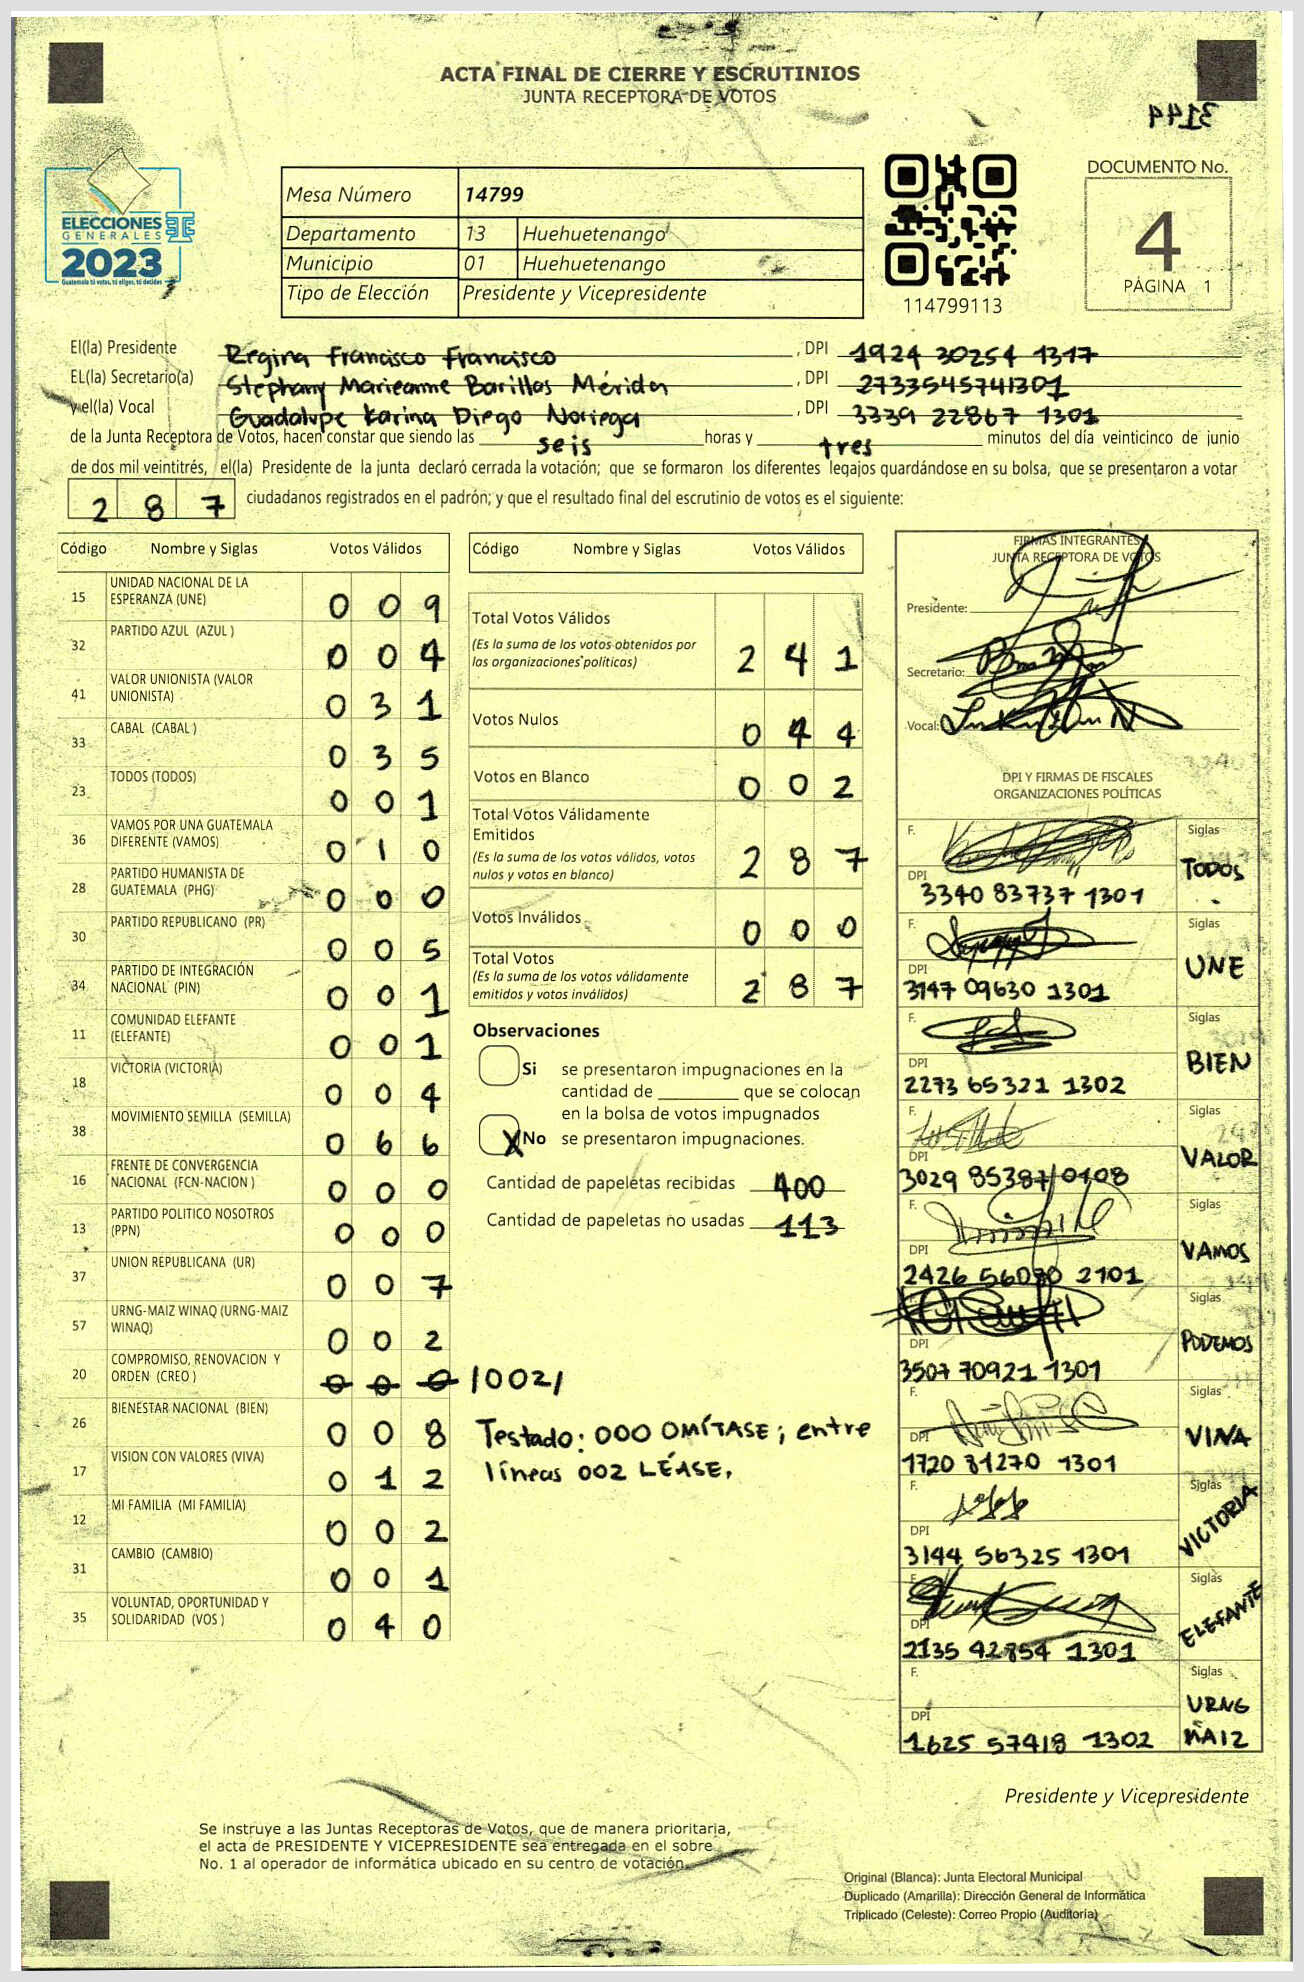 ACTA FINAL DE CIERRE Y ESCRUTINIOS
JUNTA RECEPTORA DE VOTOS
3144
ELECCIONES
GENERALES
2023
Guatemala tú votas, tú eliges, tú decides
Mesa Número 14799
Departamento 13 Huehuetenango
Municipio 01 Huehuetenango
Tipo de Elección Presidente y Vicepresidente
114799113
DOCUMENTO No.
4
PÁGINA 1
El(la) Presidente Regina Francisco Francisco , DPI 1924 30254 1317
EL(la) Secretario(a) Stephany Marieanne Barillas Mérida , DPI 2733545741301
y el(la) Vocal Guadalupe Karina Diego Noriega , DPI 3339 22867 1301
de la Junta Receptora de Votos, hacen constar que siendo las seis horas y tres minutos del día veinticinco de junio
de dos mil veintitrés, el(la) Presidente de la junta declaró cerrada la votación; que se formaron los diferentes legajos guardándose en su bolsa, que se presentaron a votar
287 ciudadanos registrados en el padrón; y que el resultado final del escrutinio de votos es el siguiente:
Código Nombre y Siglas Votos Válidos
15 UNIDAD NACIONAL DE LA ESPERANZA (UNE) 0 0 9
32 PARTIDO AZUL (AZUL ) 0 0 4
41 VALOR UNIONISTA (VALOR UNIONISTA) 0 3 1
33 CABAL (CABAL ) 0 3 5
23 TODOS (TODOS) 0 0 1
36 VAMOS POR UNA GUATEMALA DIFERENTE (VAMOS) 0 1 0
28 PARTIDO HUMANISTA DE GUATEMALA (PHG) 0 0 0
30 PARTIDO REPUBLICANO (PR) 0 0 5
34 PARTIDO DE INTEGRACIÓN NACIONAL (PIN) 0 0 1
11 COMUNIDAD ELEFANTE (ELEFANTE) 0 0 1
18 VICTORIA (VICTORIA) 0 0 4
38 MOVIMIENTO SEMILLA (SEMILLA) 0 6 6
16 FRENTE DE CONVERGENCIA NACIONAL (FCN-NACION ) 0 0 0
13 PARTIDO POLITICO NOSOTROS (PPN) 0 0 0
37 UNION REPUBLICANA (UR) 0 0 7
57 URNG-MAIZ WINAQ (URNG-MAIZ WINAQ) 0 0 2
20 COMPROMISO, RENOVACION Y ORDEN (CREO ) 0 0 0 /002/
26 BIENESTAR NACIONAL (BIEN) 0 0 8
17 VISION CON VALORES (VIVA) 0 1 2
12 MI FAMILIA (MI FAMILIA) 0 0 2
31 CAMBIO (CAMBIO) 0 0 1
35 VOLUNTAD, OPORTUNIDAD Y SOLIDARIDAD (VOS ) 0 4 0
Código Nombre y Siglas Votos Válidos
Total Votos Válidos 2 4 1
(Es la suma de los votos obtenidos por
las organizaciones políticas)
Votos Nulos 0 4 4
Votos en Blanco 0 0 2
Total Votos Válidamente
Emitidos 2 8 7
(Es la suma de los votos válidos, votos
nulos y votos en blanco)
Votos Inválidos 0 0 0
Total Votos 2 8 7
(Es la suma de los votos válidamente
emitidos y votos inválidos)
Observaciones
Si se presentaron impugnaciones en la
cantidad de ________ que se colocan
en la bolsa de votos impugnados
X No se presentaron impugnaciones.
Cantidad de papeletas recibidas 400
Cantidad de papeletas no usadas 113
Testado: 000 OMÍTASE; entre
líneas 002 LÉASE.
FIRMAS INTEGRANTES
JUNTA RECEPTORA DE VOTOS
Presidente:
Secretario:
Vocal:
DPI Y FIRMAS DE FISCALES
ORGANIZACIONES POLÍTICAS
F. Siglas
DPI 3340 83737 1301 TODOS
F. Siglas
DPI 3147 09630 1301 UNE
F. Siglas
DPI 2273 65321 1302 BIEN
F. Siglas
DPI 3029 85387/0108 VALOR
F. Siglas
DPI 2426 56080 2101 VAMOS
F. Siglas
DPI 3507 70921 1301 PODEMOS
F. Siglas
DPI 1720 81270 1301 VIVA
F. Siglas
DPI 3144 56325 1301 VICTORIA
F. Siglas
DPI 2135 42854 1301 ELEFANTE
F. Siglas
DPI 1625 57418 1302 URNG MAIZ
Presidente y Vicepresidente
Se instruye a las Juntas Receptoras de Votos, que de manera prioritaria,
el acta de PRESIDENTE Y VICEPRESIDENTE sea entregada en el sobre
No. 1 al operador de informática ubicado en su centro de votación.
Original (Blanca): Junta Electoral Municipal
Duplicado (Amarilla): Dirección General de Informática
Triplicado (Celeste): Correo Propio (Auditoría)